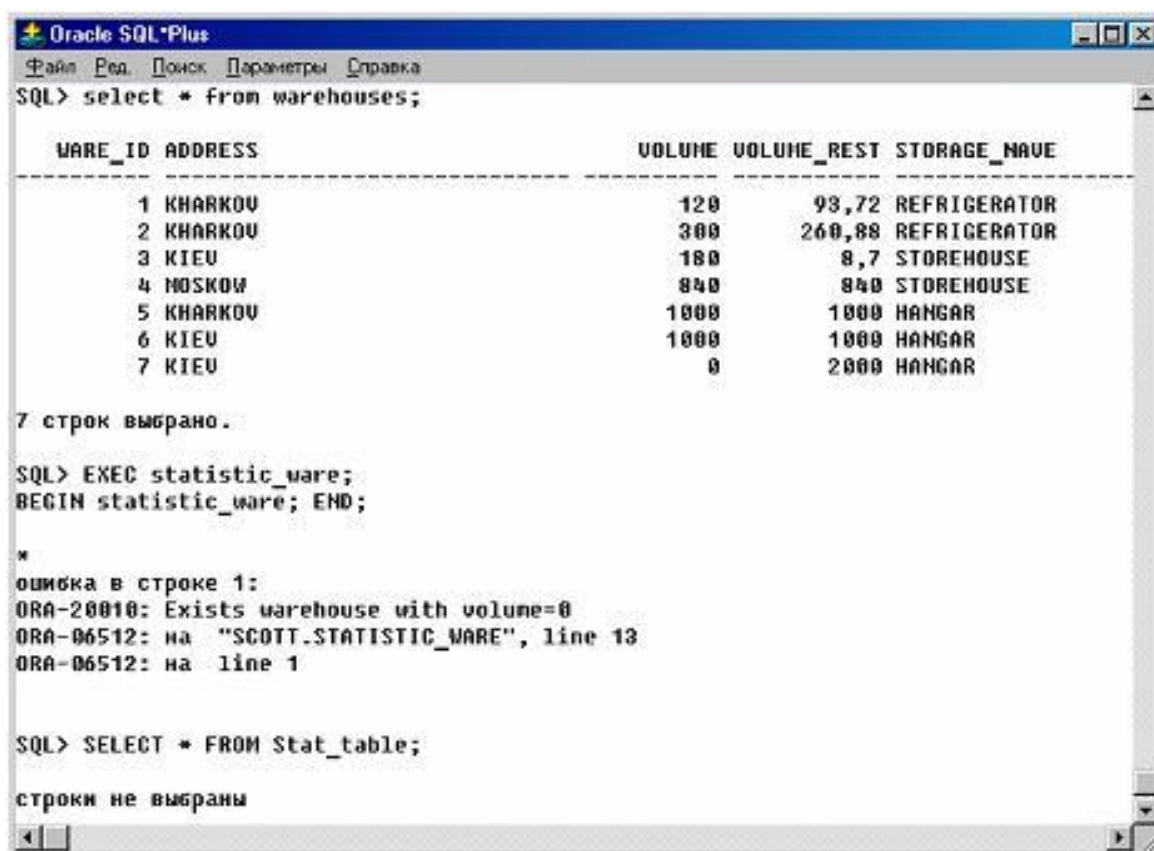 Oracle SQL*Plus
Файл Ред. Поиск Параметры Справка
SQL> select * from warehouses;
WARE_ID ADDRESS VOLUME VOLUME_REST STORAGE_NAVE
---------- ------------------------------ ---------- ----------- ------------------
1 KHARKOV 120 93,72 REFRIGERATOR
2 KHARKOV 300 260,88 REFRIGERATOR
3 KIEV 180 8,7 STOREHOUSE
4 MOSKOW 840 840 STOREHOUSE
5 KHARKOV 1000 1000 HANGAR
6 KIEV 1000 1000 HANGAR
7 KIEV 0 2000 HANGAR
7 строк выбрано.
SQL> EXEC statistic_ware;
BEGIN statistic_ware; END;
*
ошибка в строке 1:
ORA-20010: Exists warehouse with volume=0
ORA-06512: на "SCOTT.STATISTIC_WARE", line 13
ORA-06512: на line 1
SQL> SELECT * FROM Stat_table;
строки не выбраны